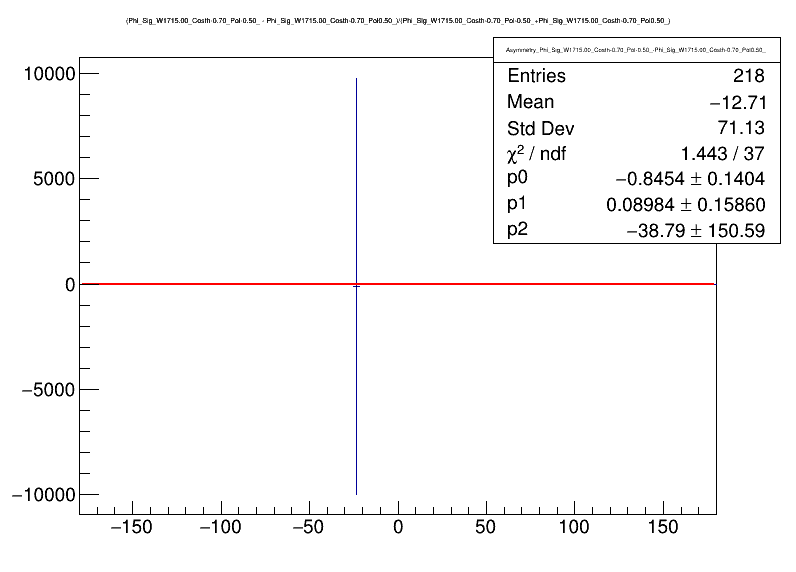 (Phi_Sig_W1715.00_Costh-0.70_Pol-0.50_ - Phi_Sig_W1715.00_Costh-0.70_Pol0.50_)/(Phi_Sig_W1715.00_Costh-0.70_Pol-0.50_+Phi_Sig_W1715.00_Costh-0.70_Pol0.50_)
Asymmetry_Phi_Sig_W1715.00_Costh-0.70_Pol-0.50_-Phi_Sig_W1715.00_Costh-0.70_Pol0.50_
Entries 218
Mean −12.71
Std Dev 71.13
χ² / ndf 1.443 / 37
p0 −0.8454 ± 0.1404
p1 0.08984 ± 0.15860
p2 −38.79 ± 150.59
10000
5000
0
−5000
−10000
−150 −100 −50 0 50 100 150